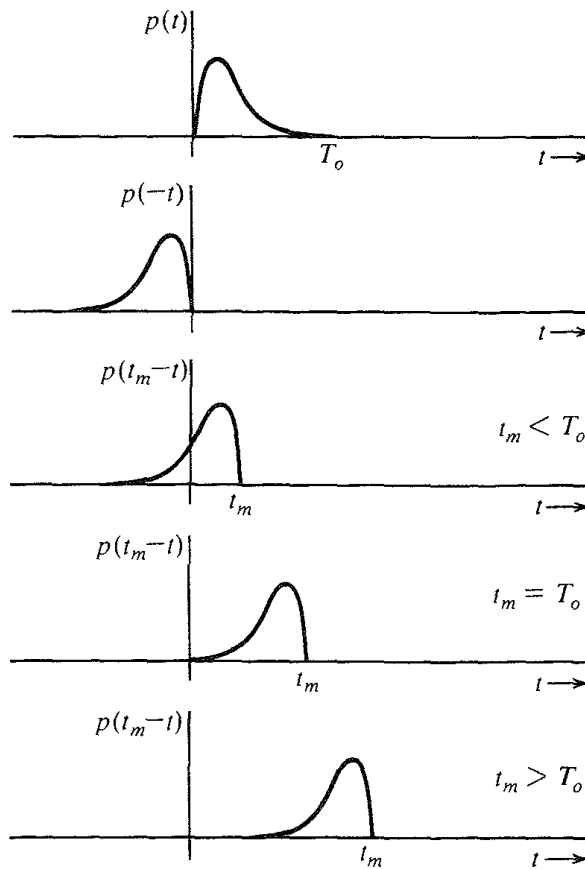 p(t)
T_o
t →
p(−t)
t →
p(t_m−t)
t_m < T_o
t_m
t →
p(t_m−t)
t_m = T_o
t_m
t →
p(t_m−t)
t_m > T_o
t_m
t →